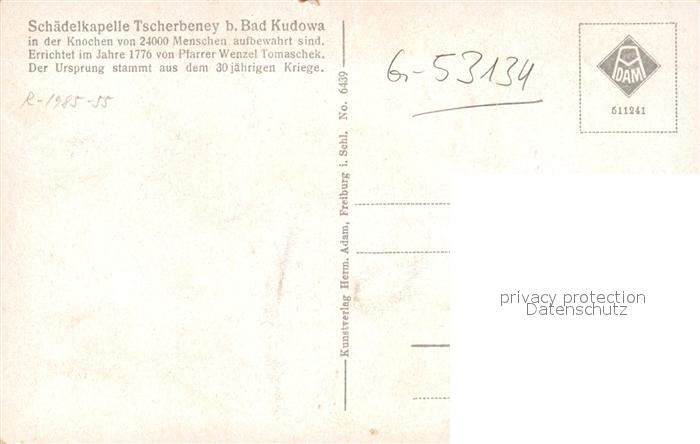 Schädelkapelle Tscherbeney b. Bad Kudowa
in der Knochen von 24000 Menschen aufbewahrt sind.
Errichtet im Jahre 1776 von Pfarrer Wenzel Tomaschek.
Der Ursprung stammt aus dem 30jährigen Kriege.
R-1985-55
Kunstverlag Herm. Adam, Freiburg i. Schl. No. 6439
G-53134
ADAM
511241
privacy protection
Datenschutz